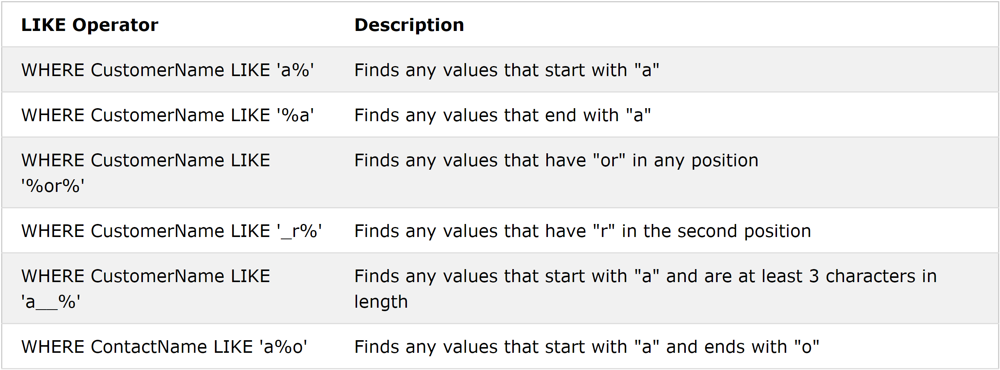 LIKE Operator Description
WHERE CustomerName LIKE 'a%' Finds any values that start with "a"
WHERE CustomerName LIKE '%a' Finds any values that end with "a"
WHERE CustomerName LIKE Finds any values that have "or" in any position
'%or%'
WHERE CustomerName LIKE '_r%' Finds any values that have "r" in the second position
WHERE CustomerName LIKE Finds any values that start with "a" and are at least 3 characters in
'a__%' length
WHERE ContactName LIKE 'a%o' Finds any values that start with "a" and ends with "o"